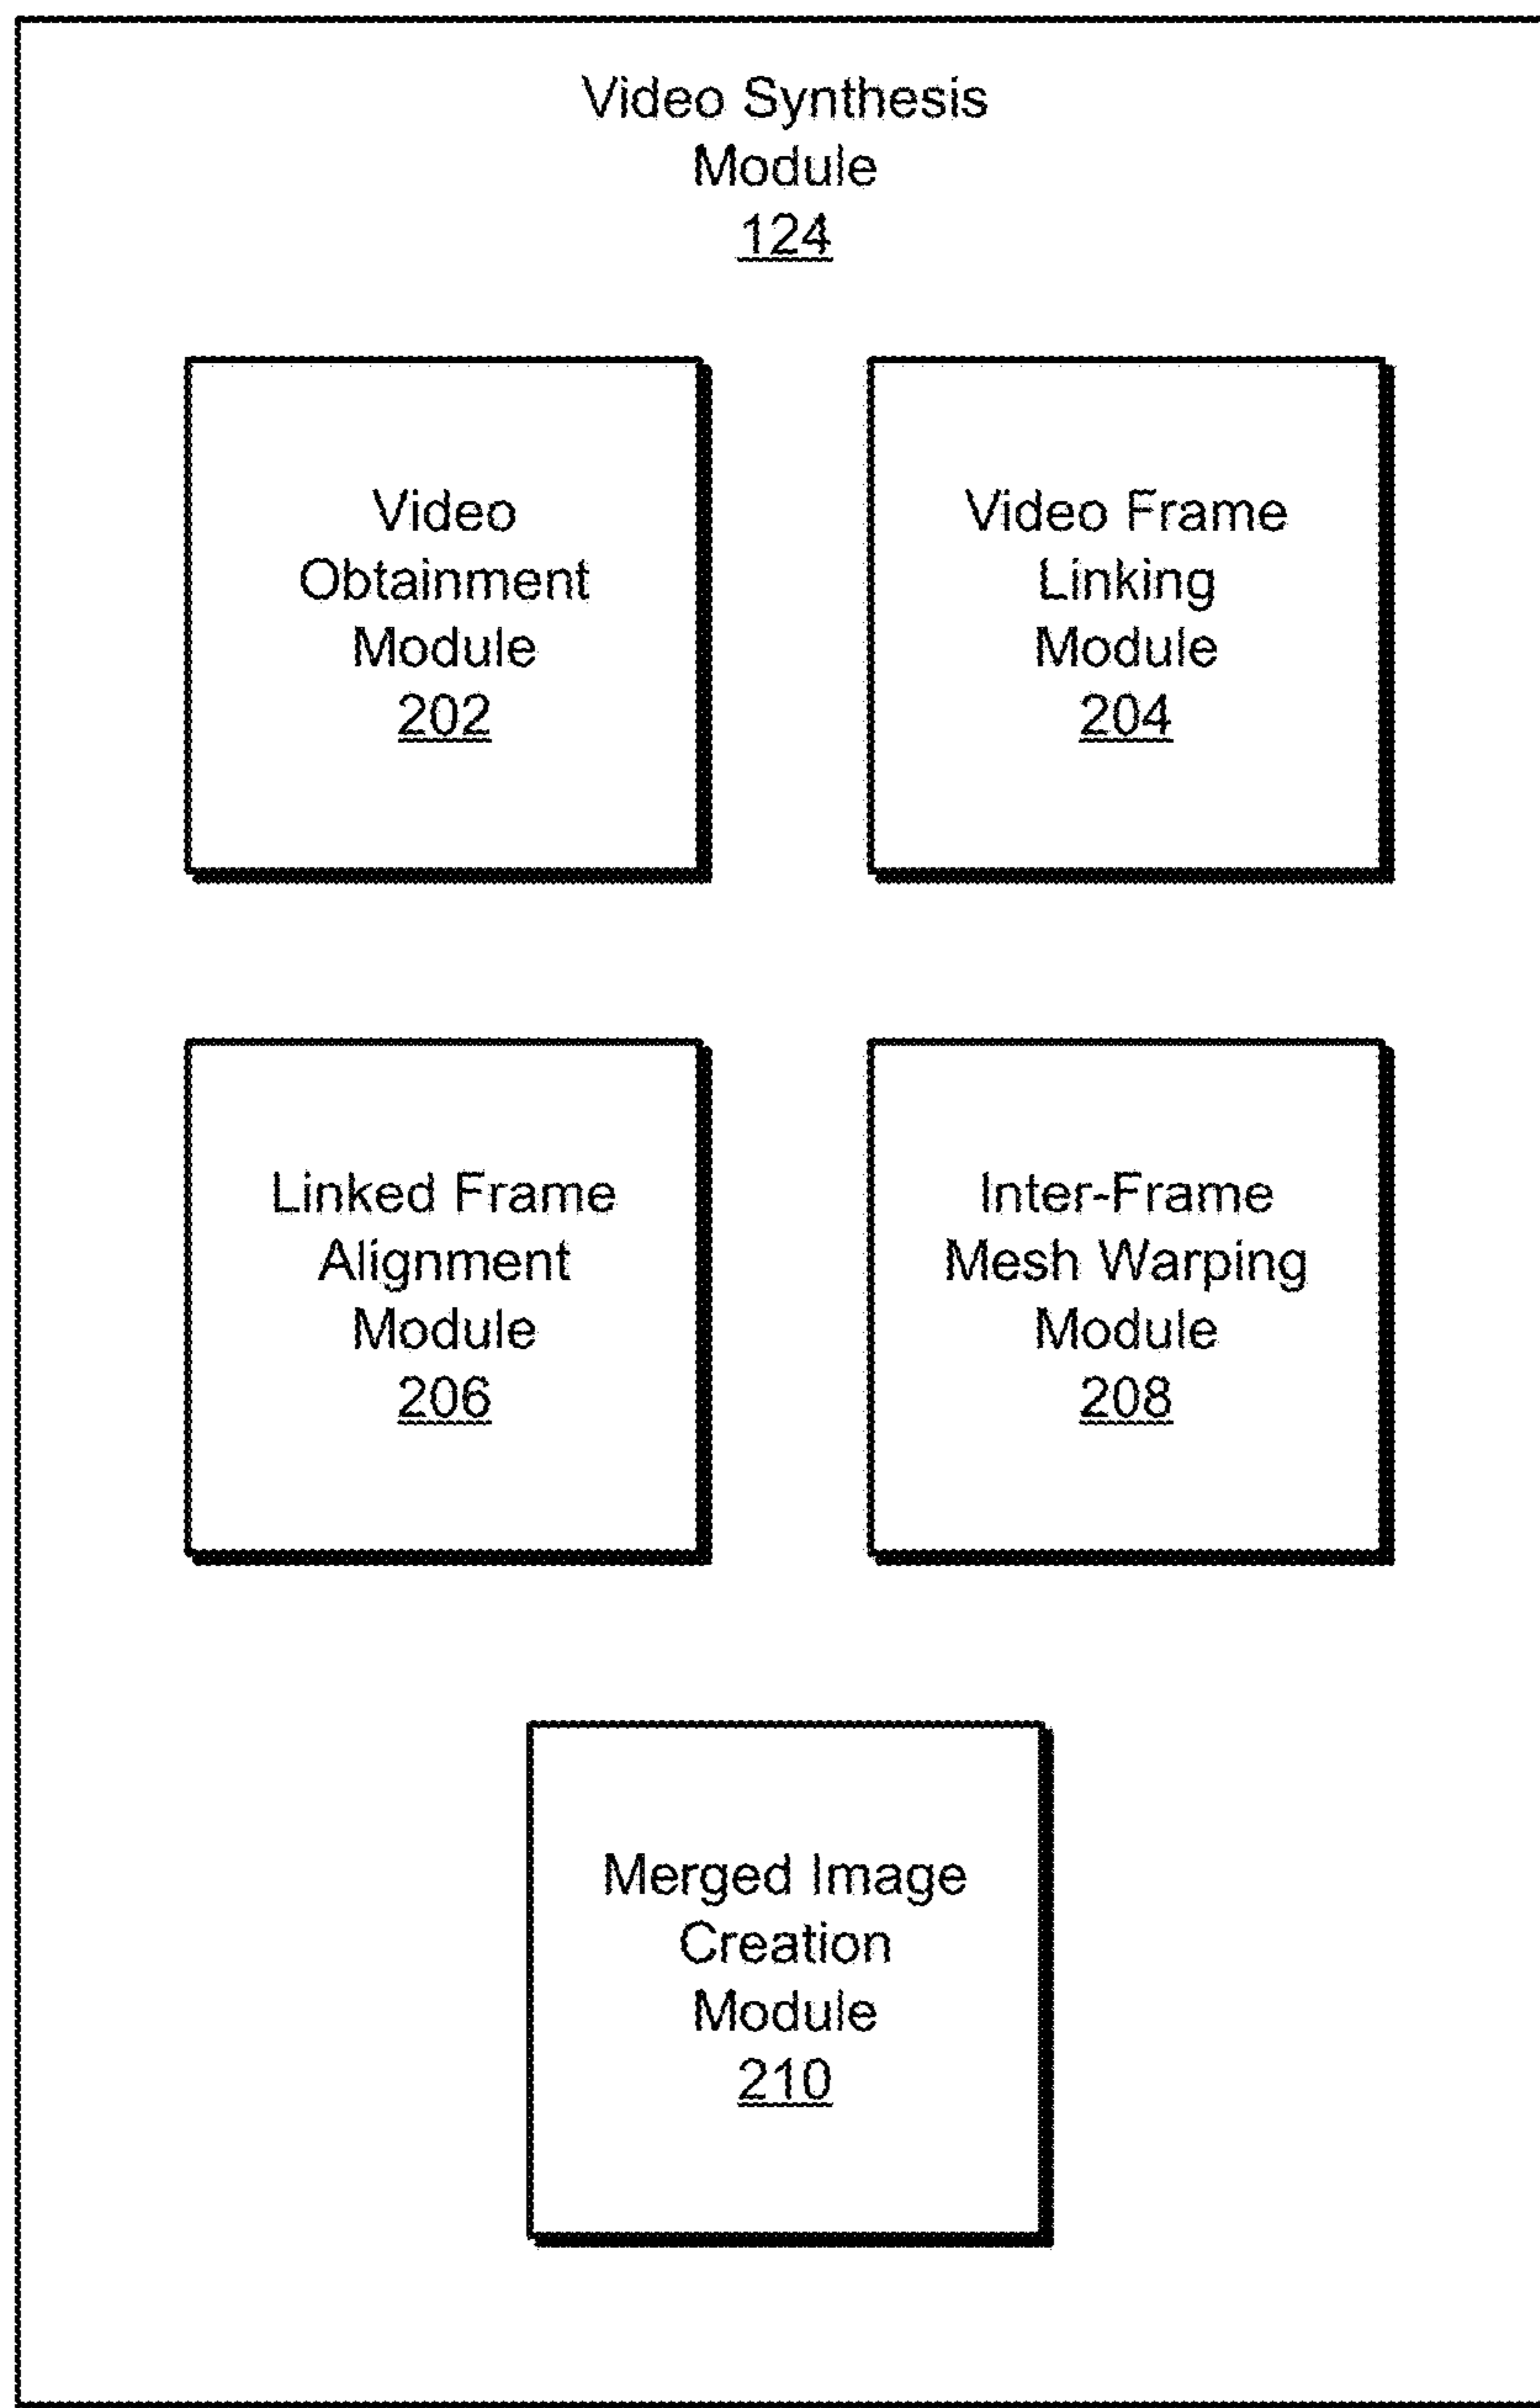 Video Synthesis
Module
124
Video
Obtainment
Module
202
Video Frame
Linking
Module
204
Linked Frame
Alignment
Module
206
Inter-Frame
Mesh Warping
Module
208
Merged Image
Creation
Module
210